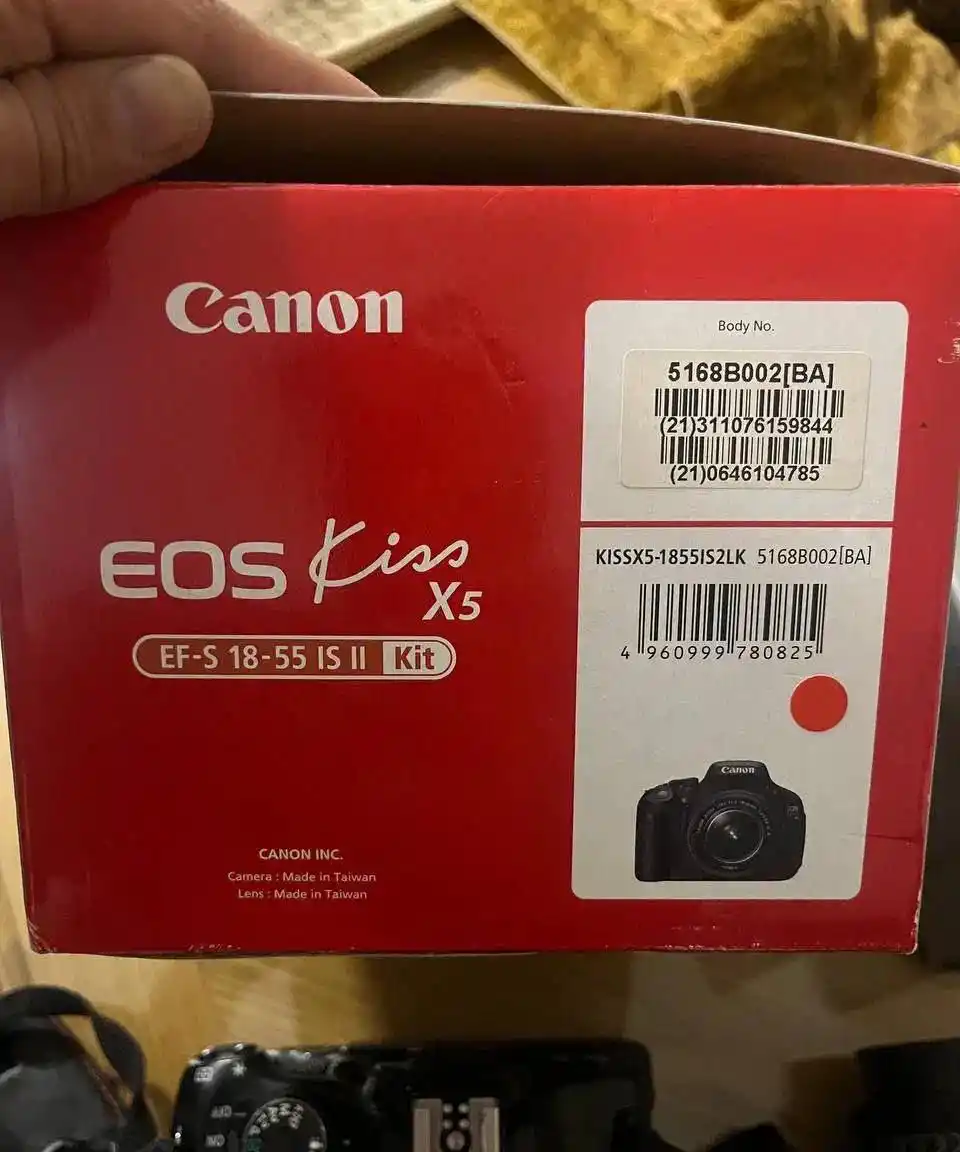 Canon
EOS Kiss
X5
EF-S 18-55 IS II Kit
CANON INC.
Camera : Made in Taiwan
Lens : Made in Taiwan
Body No.
5168B002[BA]
(21)311076159844
(21)0646104785
KISSX5-1855IS2LK 5168B002[BA]
4 960999 780825
Canon